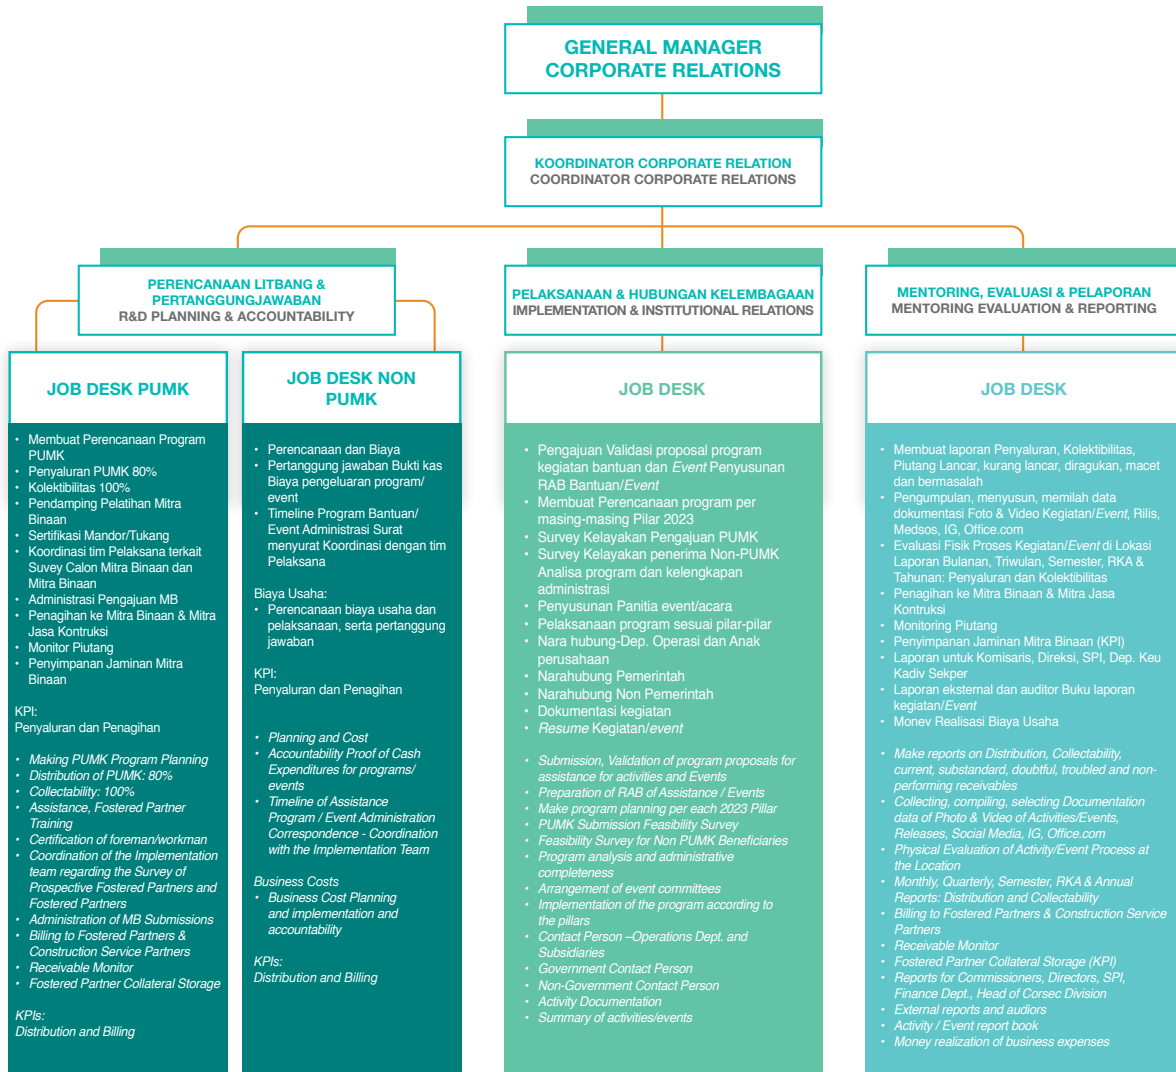 GENERAL MANAGER
CORPORATE RELATIONS
KOORDINATOR CORPORATE RELATION
COORDINATOR CORPORATE RELATIONS
PERENCANAAN LITBANG &
PERTANGGUNGJAWABAN
R&D PLANNING & ACCOUNTABILITY
PELAKSANAAN & HUBUNGAN KELEMBAGAAN
IMPLEMENTATION & INSTITUTIONAL RELATIONS
MENTORING, EVALUASI & PELAPORAN
MENTORING EVALUATION & REPORTING
JOB DESK PUMK
• Membuat Perencanaan Program
PUMK
• Penyaluran PUMK 80%
• Kolektibilitas 100%
• Pendamping Pelatihan Mitra
Binaan
• Sertifikasi Mandor/Tukang
• Koordinasi tim Pelaksana terkait
Suvey Calon Mitra Binaan dan
Mitra Binaan
• Administrasi Pengajuan MB
• Penagihan ke Mitra Binaan & Mitra
Jasa Kontruksi
• Monitor Piutang
• Penyimpanan Jaminan Mitra
Binaan
KPI:
Penyaluran dan Penagihan
• Making PUMK Program Planning
• Distribution of PUMK: 80%
• Collectability: 100%
• Assistance, Fostered Partner
Training
• Certification of foreman/workman
• Coordination of the Implementation
team regarding the Survey of
Prospective Fostered Partners and
Fostered Partners
• Administration of MB Submissions
• Billing to Fostered Partners &
Construction Service Partners
• Receivable Monitor
• Fostered Partner Collateral Storage
KPIs:
Distribution and Billing
JOB DESK NON
PUMK
• Perencanaan dan Biaya
• Pertanggung jawaban Bukti kas
Biaya pengeluaran program/
event
• Timeline Program Bantuan/
Event Administrasi Surat
menyurat Koordinasi dengan tim
Pelaksana
Biaya Usaha:
• Perencanaan biaya usaha dan
pelaksanaan, serta pertanggung
jawaban
KPI:
Penyaluran dan Penagihan
• Planning and Cost
• Accountability Proof of Cash
Expenditures for programs/
events
• Timeline of Assistance
Program / Event Administration
Correspondence - Coordination
with the Implementation Team
Business Costs
• Business Cost Planning
and implementation and
accountability
KPIs:
Distribution and Billing
JOB DESK
• Pengajuan Validasi proposal program
kegiatan bantuan dan Event Penyusunan
RAB Bantuan/Event
• Membuat Perencanaan program per
masing-masing Pilar 2023
• Survey Kelayakan Pengajuan PUMK
• Survey Kelayakan penerima Non-PUMK
Analisa program dan kelengkapan
administrasi
• Penyusunan Panitia event/acara
• Pelaksanaan program sesuai pilar-pilar
• Nara hubung-Dep. Operasi dan Anak
perusahaan
• Narahubung Pemerintah
• Narahubung Non Pemerintah
• Dokumentasi kegiatan
• Resume Kegiatan/event
• Submission, Validation of program proposals for
assistance for activities and Events
• Preparation of RAB of Assistance / Events
• Make program planning per each 2023 Pillar
• PUMK Submission Feasibility Survey
• Feasibility Survey for Non PUMK Beneficiaries
• Program analysis and administrative
completeness
• Arrangement of event committees
• Implementation of the program according to
the pillars
• Contact Person –Operations Dept. and
Subsidiaries
• Government Contact Person
• Non-Government Contact Person
• Activity Documentation
• Summary of activities/events
JOB DESK
• Membuat laporan Penyaluran, Kolektibilitas,
Piutang Lancar, kurang lancar, diragukan, macet
dan bermasalah
• Pengumpulan, menyusun, memilah data
dokumentasi Foto & Video Kegiatan/Event, Rilis,
Medsos, IG, Office.com
• Evaluasi Fisik Proses Kegiatan/Event di Lokasi
Laporan Bulanan, Triwulan, Semester, RKA &
Tahunan: Penyaluran dan Kolektibilitas
• Penagihan ke Mitra Binaan & Mitra Jasa
Kontruksi
• Monitoring Piutang
• Penyimpanan Jaminan Mitra Binaan (KPI)
• Laporan untuk Komisaris, Direksi, SPI, Dep. Keu
Kadiv Sekper
• Laporan eksternal dan auditor Buku laporan
kegiatan/Event
• Monev Realisasi Biaya Usaha
• Make reports on Distribution, Collectability,
current, substandard, doubtful, troubled and non-
performing receivables
• Collecting, compiling, selecting Documentation
data of Photo & Video of Activities/Events,
Releases, Social Media, IG, Office.com
• Physical Evaluation of Activity/Event Process at
the Location
• Monthly, Quarterly, Semester, RKA & Annual
Reports: Distribution and Collectability
• Billing to Fostered Partners & Construction Service
Partners
• Receivable Monitor
• Fostered Partner Collateral Storage (KPI)
• Reports for Commissioners, Directors, SPI,
Finance Dept., Head of Corsec Division
• External reports and audiors
• Activity / Event report book
• Money realization of business expenses